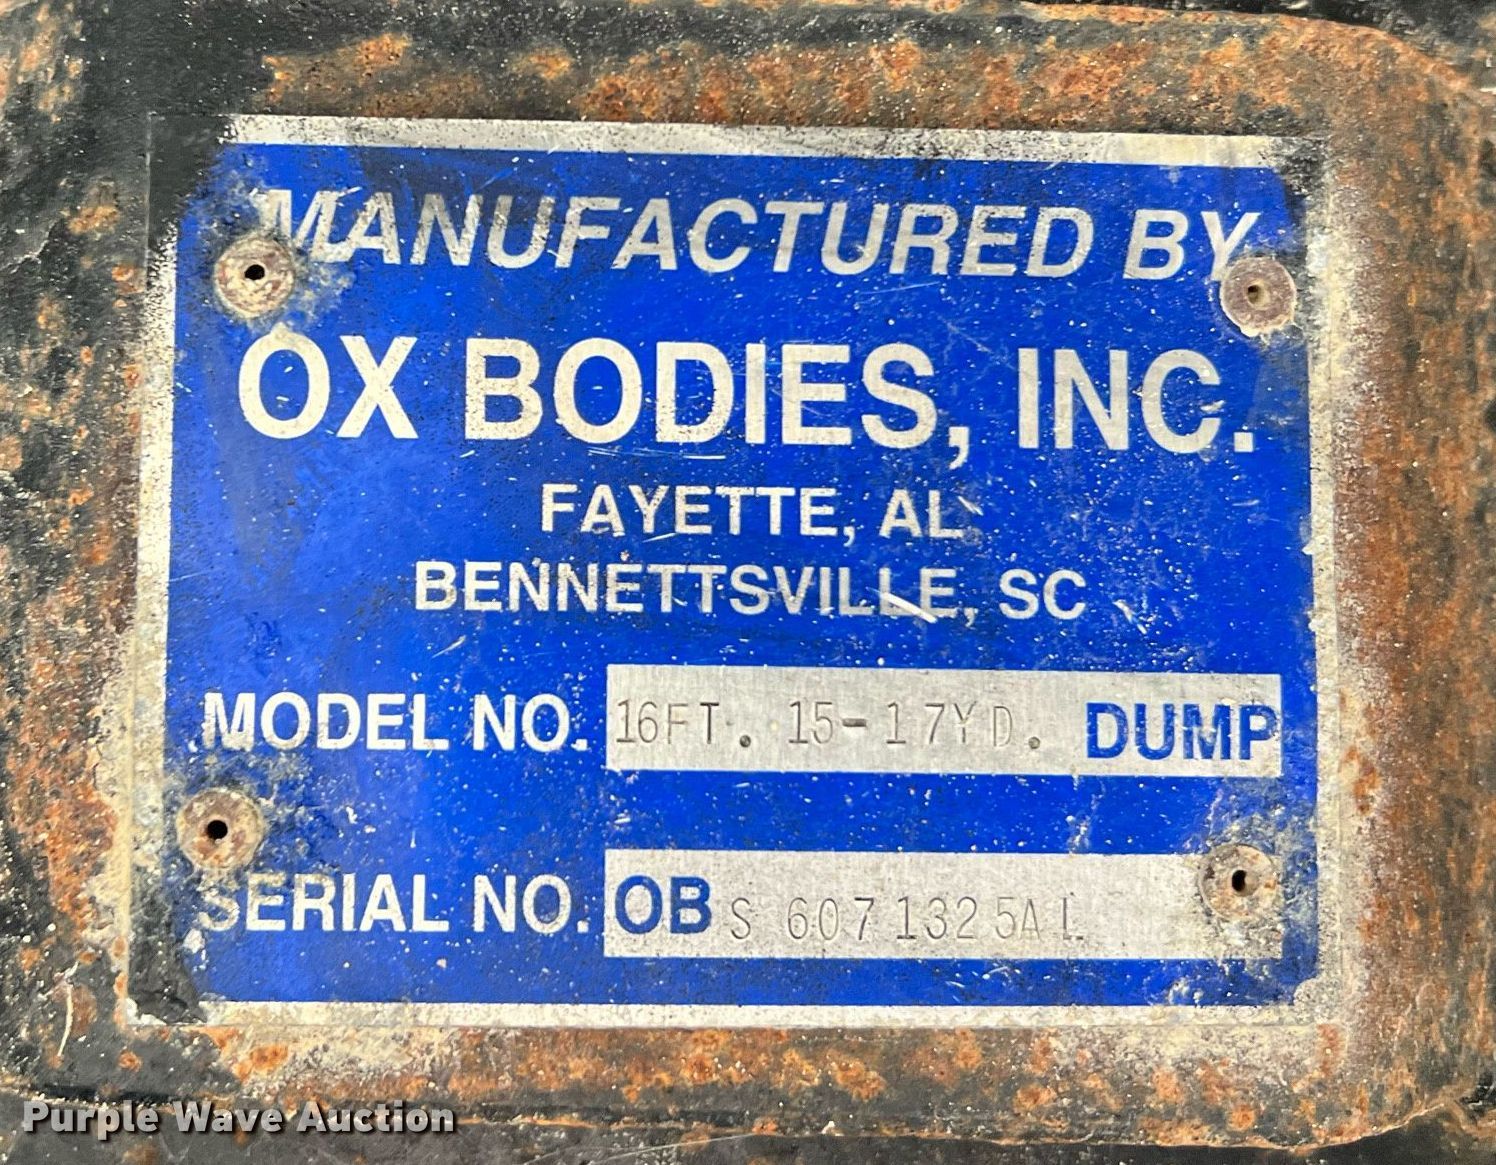 MANUFACTURED BY
OX BODIES, INC.
FAYETTE, AL
BENNETTSVILLE, SC
MODEL NO. 16FT. 15-17YD. DUMP
SERIAL NO. OB S 6071325AL
Purple Wave Auction